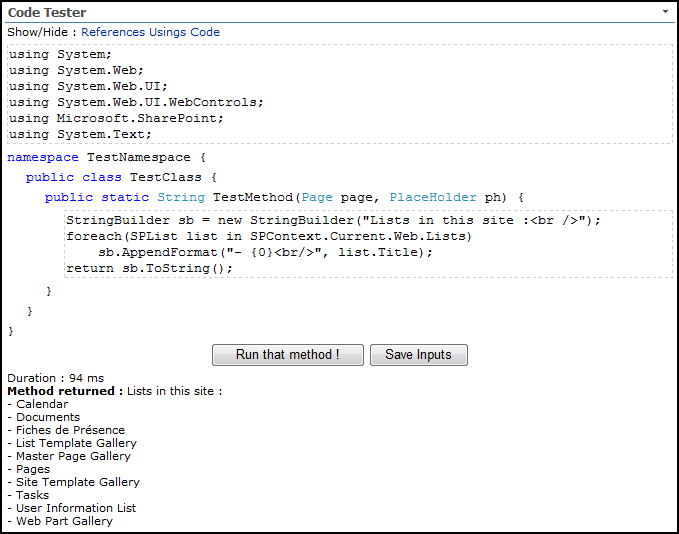 Code Tester
Show/Hide : References Usings Code
using System;
using System.Web;
using System.Web.UI;
using System.Web.UI.WebControls;
using Microsoft.SharePoint;
using System.Text;
namespace TestNamespace {
public class TestClass {
public static String TestMethod(Page page, PlaceHolder ph) {
StringBuilder sb = new StringBuilder("Lists in this site :<br />");
foreach(SPList list in SPContext.Current.Web.Lists)
sb.AppendFormat("- {0}<br/>", list.Title);
return sb.ToString();
}
}
}
Run that method ! Save Inputs
Duration : 94 ms
Method returned : Lists in this site :
- Calendar
- Documents
- Fiches de Présence
- List Template Gallery
- Master Page Gallery
- Pages
- Site Template Gallery
- Tasks
- User Information List
- Web Part Gallery